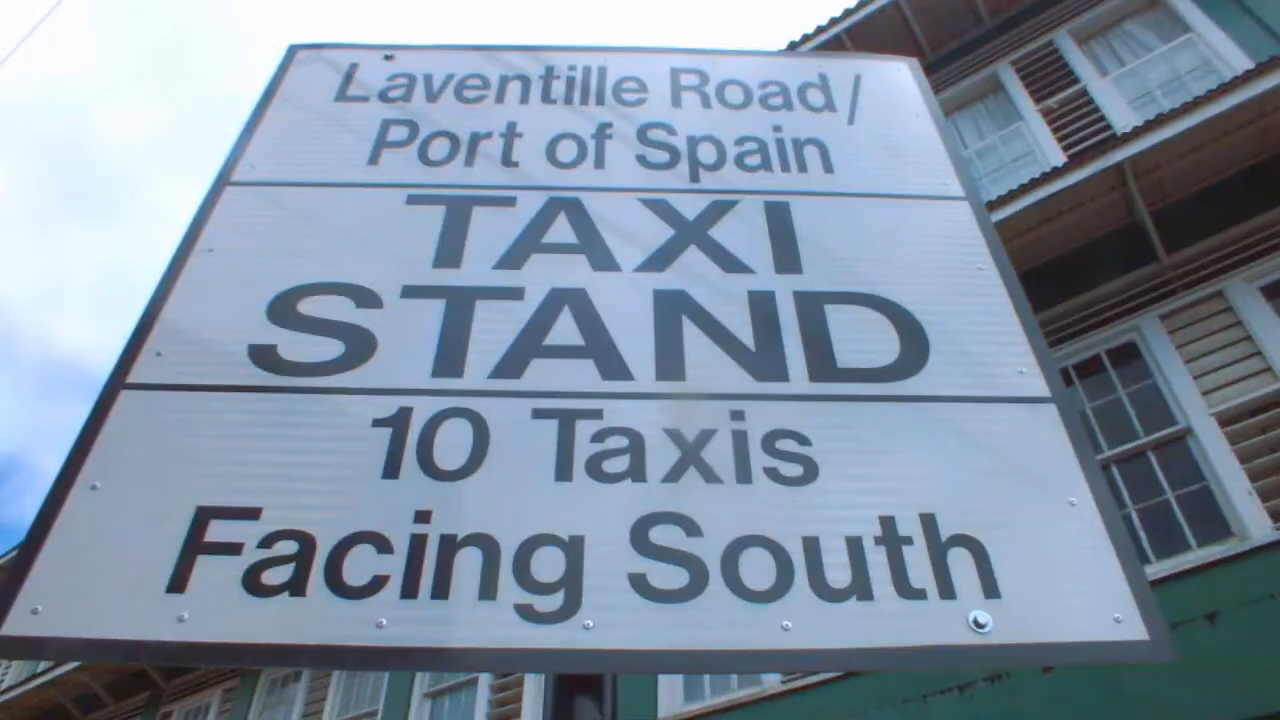 Laventille Road/
Port of Spain
TAXI
STAND
10 Taxis
Facing South